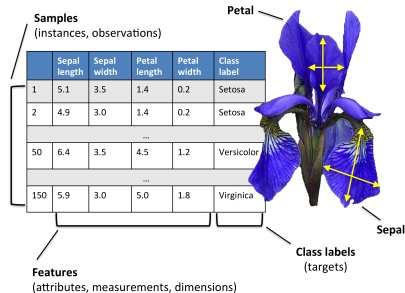 Samples
(instances, observations)
Petal
Sepal length Sepal width Petal length Petal width Class label
1 5.1 3.5 1.4 0.2 Setosa
2 4.9 3.0 1.4 0.2 Setosa
...
50 6.4 3.5 4.5 1.2 Versicolor
...
150 5.9 3.0 5.0 1.8 Virginica
Sepal
Class labels
(targets)
Features
(attributes, measurements, dimensions)